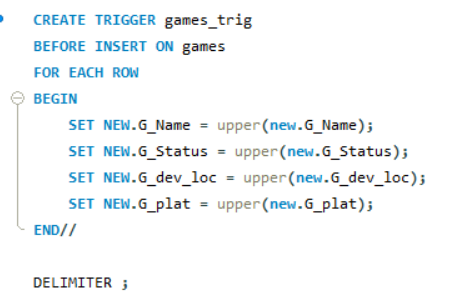 CREATE TRIGGER games_trig
BEFORE INSERT ON games
FOR EACH ROW
BEGIN
SET NEW.G_Name = upper(new.G_Name);
SET NEW.G_Status = upper(new.G_Status);
SET NEW.G_dev_loc = upper(new.G_dev_loc);
SET NEW.G_plat = upper(new.G_plat);
END//
DELIMITER ;